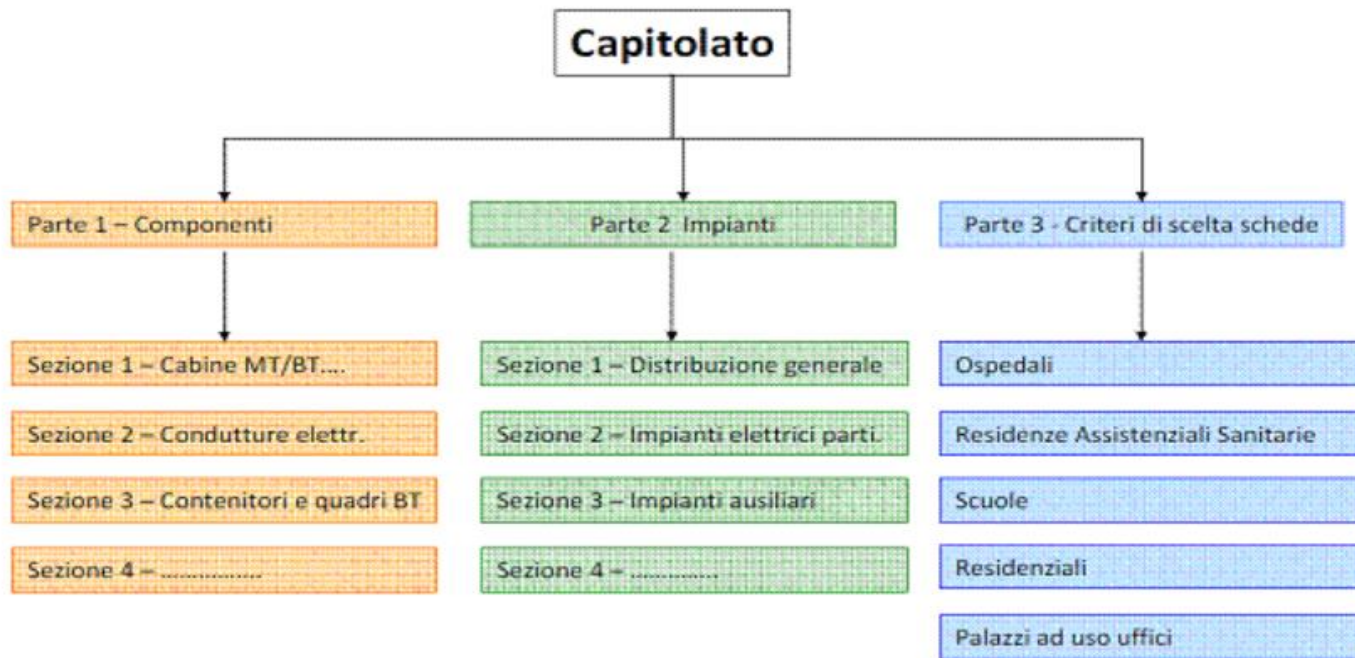 Capitolato
Parte 1 – Componenti
Parte 2 Impianti
Parte 3 - Criteri di scelta schede
Sezione 1 – Cabine MT/BT....
Sezione 1 – Distribuzione generale
Ospedali
Sezione 2 – Condutture elettr.
Sezione 2 – Impianti elettrici parti.
Residenze Assistenziali Sanitarie
Sezione 3 – Contenitori e quadri BT
Sezione 3 – Impianti ausiliari
Scuole
Sezione 4 – ................
Sezione 4 – ..............
Residenziali
Palazzi ad uso uffici